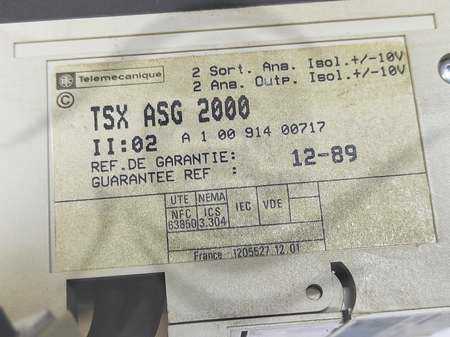 Telemecanique
2 Sort. Ana. Isol.+/-10V
2 Ana. Outp. Isol.+/-10V
©
TSX ASG 2000
II:02 A 1 00 914 00717
REF.DE GARANTIE:
GUARANTEE REF :
12-89
UTE NEMA IEC VDE
NFC ICS
63850 3.304
France 1205527 12 01